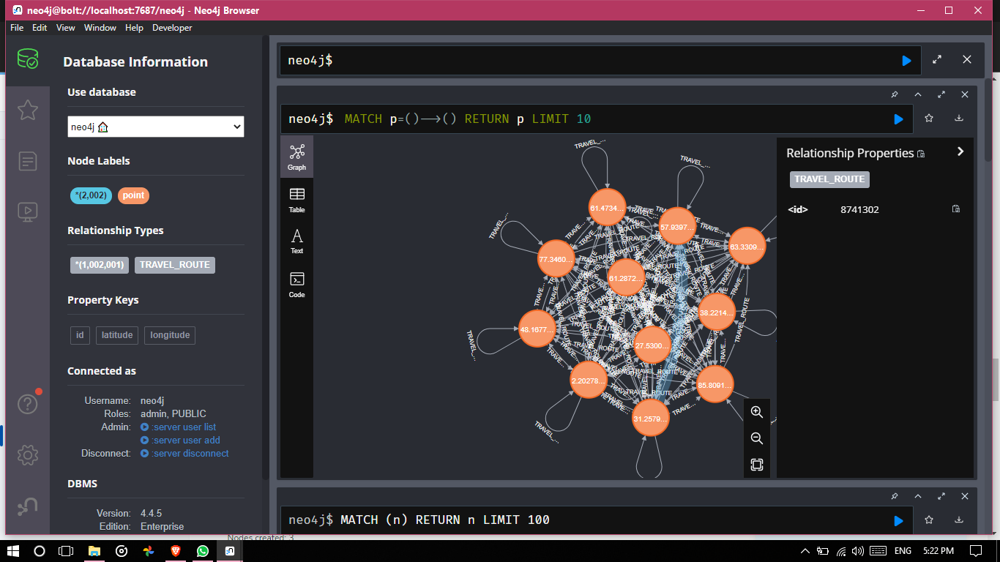 neo4j@bolt://localhost:7687/neo4j - Neo4j Browser
File Edit View Window Help Developer
Database Information
Use database
neo4j
Node Labels
*(2,002) point
Relationship Types
*(1,002,001) TRAVEL_ROUTE
Property Keys
id latitude longitude
Connected as
Username: neo4j
Roles: admin, PUBLIC
Admin: :server user list
:server user add
Disconnect: :server disconnect
DBMS
Version: 4.4.5
Edition: Enterprise
neo4j$
neo4j$ MATCH p=()-->() RETURN p LIMIT 10
Graph
Table
Text
Code
TRAVEL_...
TRAVEL_...
61.4734...
57.9397...
63.3309...
TRAVEL_...
77.3460...
61.2872...
38.2214...
TRAVEL_ROUTE
48.1677...
TRAVEL_...
27.5300...
2.20278...
85.8091...
31.2579...
TRAVEL_...
Relationship Properties
TRAVEL_ROUTE
<id> 8741302
neo4j$ MATCH (n) RETURN n LIMIT 100
Nodes created: 3
ENG 5:22 PM